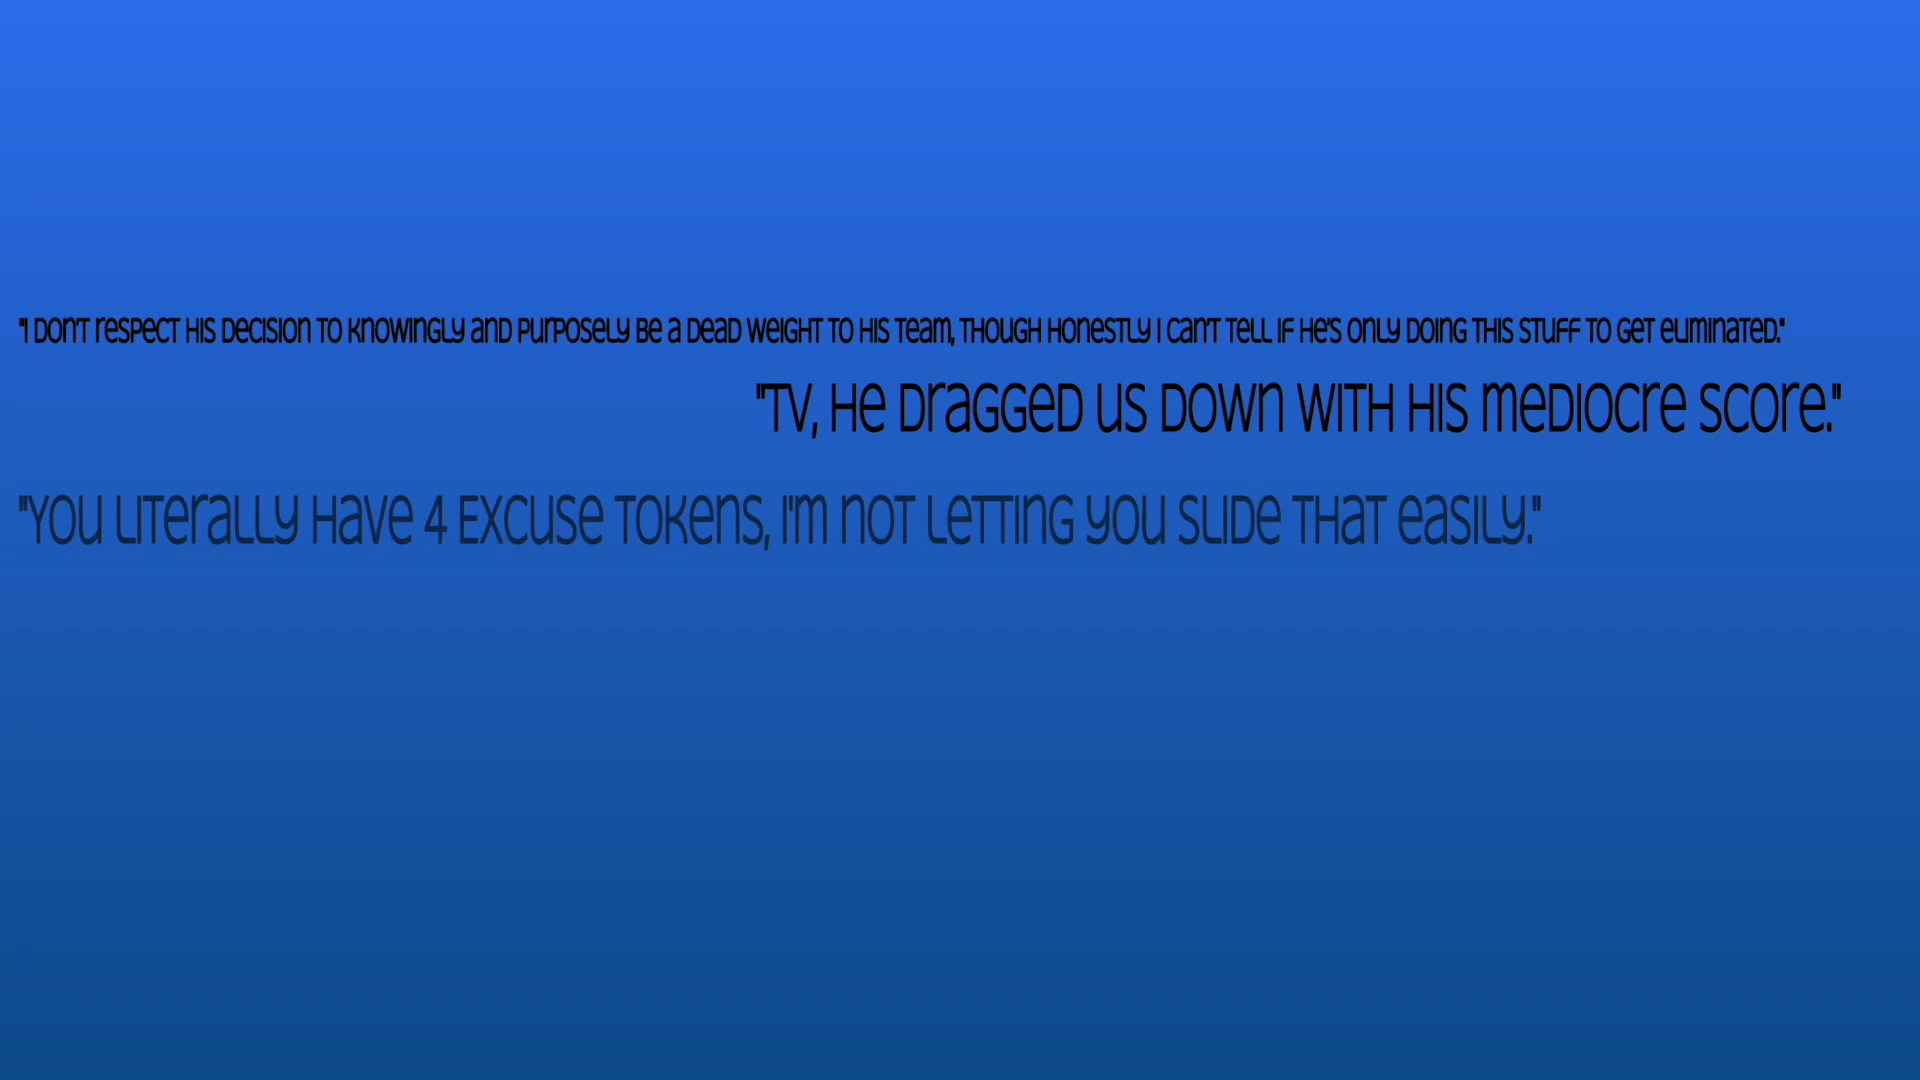 "I don't respect his decision to knowingly and purposely be a dead weight to his team, though honestly I can't tell if he's only doing this stuff to get eliminated."
"TV, he dragged us down with his mediocre score."
"You literally have 4 excuse tokens, I'm not letting you slide that easily."